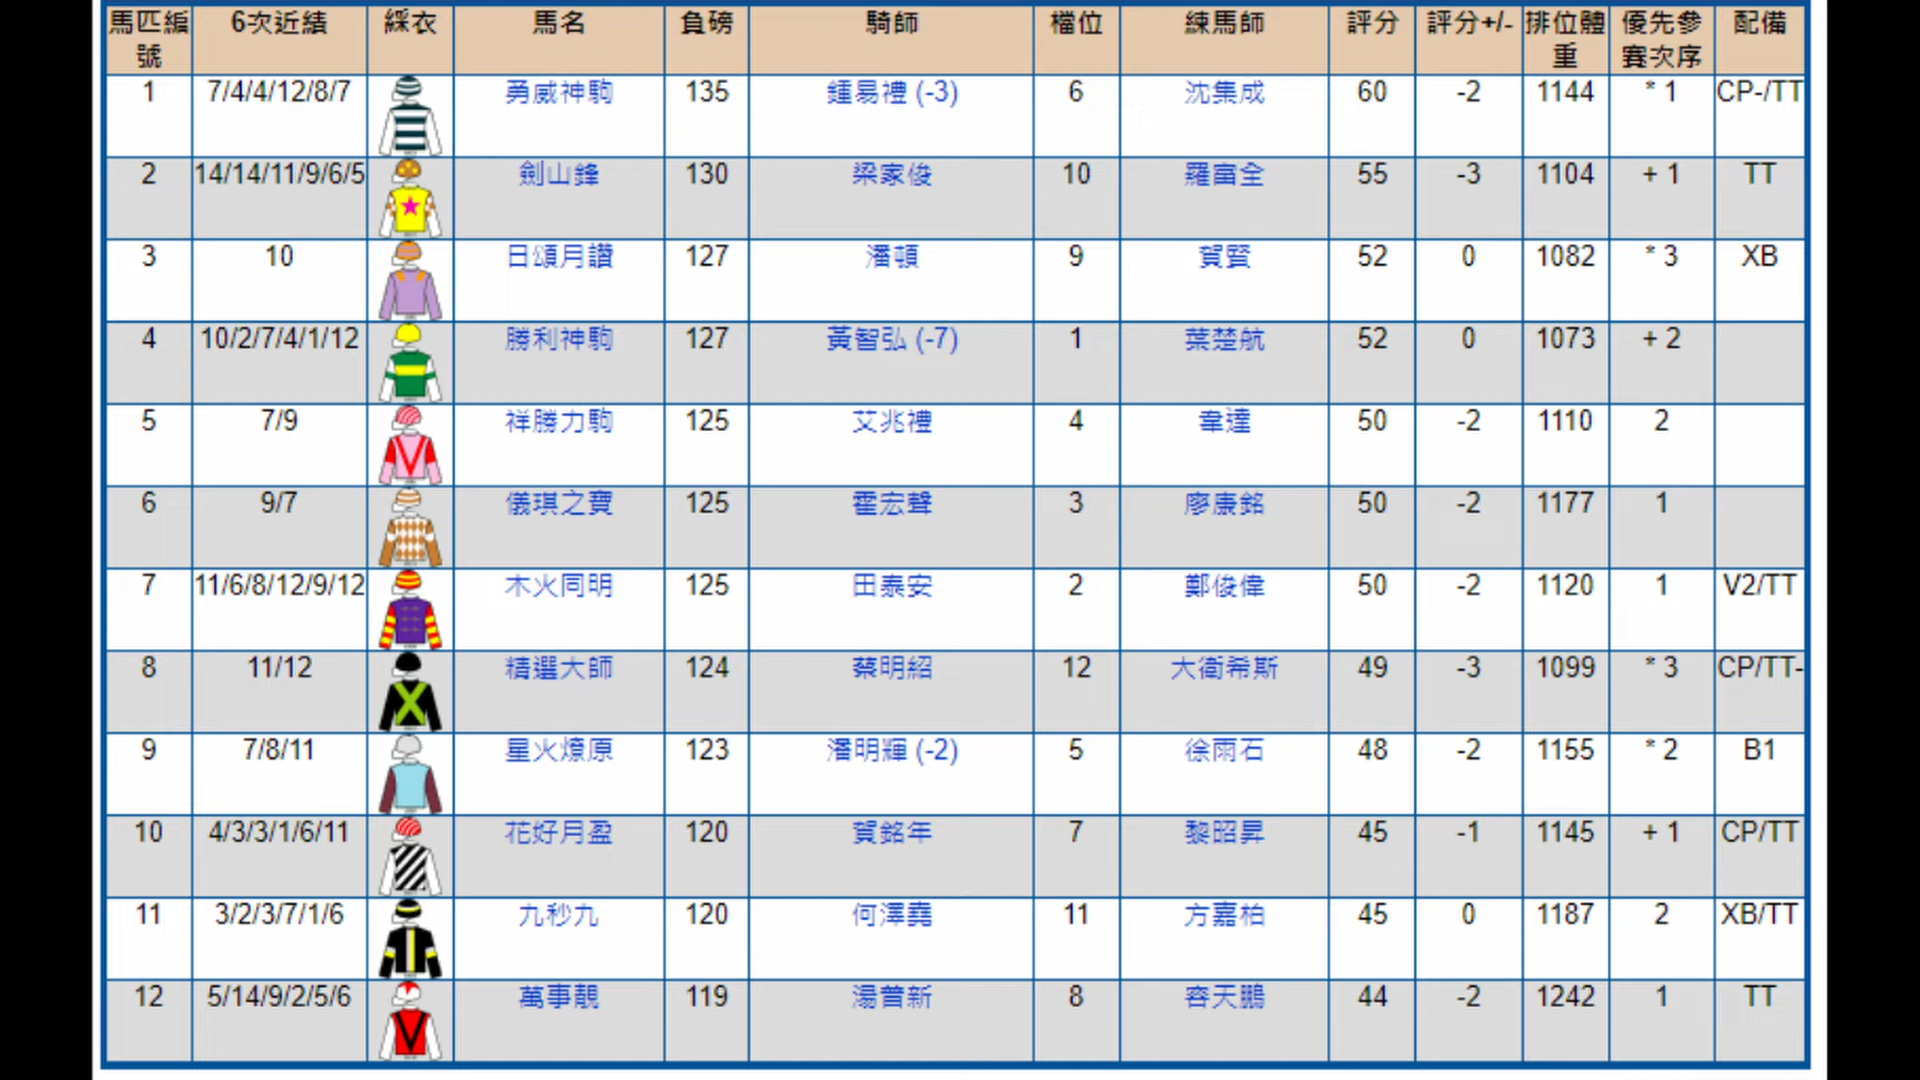 馬匹編號 6次近績 綵衣 馬名 負磅 騎師 檔位 練馬師 評分 評分+/- 排位體重 優先參賽次序 配備
1 7/4/4/12/8/7 勇威神駒 135 鍾易禮 (-3) 6 沈集成 60 -2 1144 * 1 CP-/TT
2 14/14/11/9/6/5 劍山鋒 130 梁家俊 10 羅富全 55 -3 1104 + 1 TT
3 10 日頌月讚 127 潘頓 9 賀賢 52 0 1082 * 3 XB
4 10/2/7/4/1/12 勝利神駒 127 黃智弘 (-7) 1 葉楚航 52 0 1073 + 2
5 7/9 祥勝力駒 125 艾兆禮 4 韋達 50 -2 1110 2
6 9/7 儀琪之寶 125 霍宏聲 3 廖康銘 50 -2 1177 1
7 11/6/8/12/9/12 木火同明 125 田泰安 2 鄭俊偉 50 -2 1120 1 V2/TT
8 11/12 精選大師 124 蔡明紹 12 大衛希斯 49 -3 1099 * 3 CP/TT-
9 7/8/11 星火燎原 123 潘明輝 (-2) 5 徐雨石 48 -2 1155 * 2 B1
10 4/3/3/1/6/11 花好月盈 120 賀銘年 7 黎昭昇 45 -1 1145 + 1 CP/TT
11 3/2/3/7/1/6 九秒九 120 何澤堯 11 方嘉柏 45 0 1187 2 XB/TT
12 5/14/9/2/5/6 萬事靚 119 湯普新 8 容天鵬 44 -2 1242 1 TT